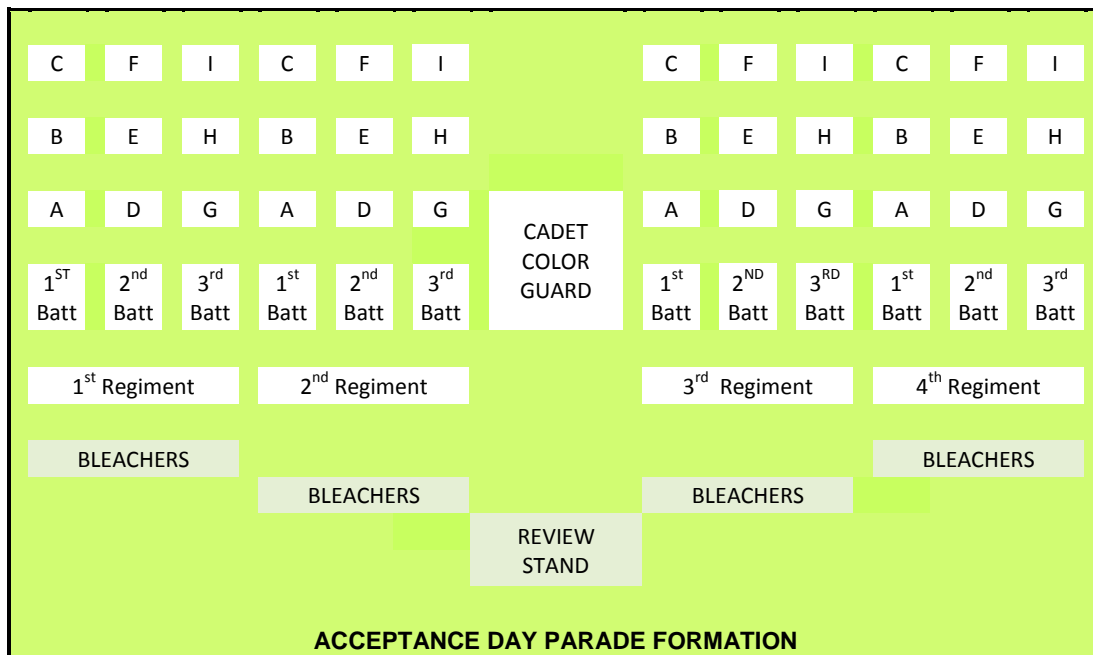 C F I C F I C F I C F I
B E H B E H B E H B E H
A D G A D G A D G A D G
CADET
COLOR
GUARD
1ST 2nd 3rd 1st 2nd 3rd 1st 2ND 3RD 1st 2nd 3rd
Batt Batt Batt Batt Batt Batt Batt Batt Batt Batt Batt Batt
1st Regiment 2nd Regiment 3rd Regiment 4th Regiment
BLEACHERS BLEACHERS
BLEACHERS BLEACHERS
REVIEW
STAND
ACCEPTANCE DAY PARADE FORMATION